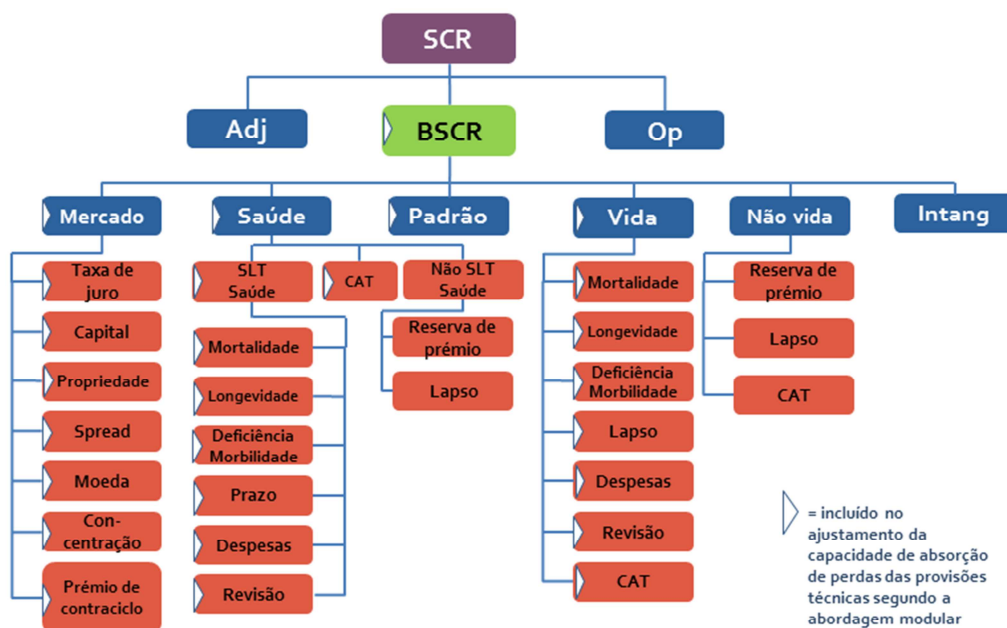 SCR
Adj
BSCR
Op
Mercado
Saúde
Padrão
Vida
Não vida
Intang
Taxa de
juro
Capital
Propriedade
Spread
Moeda
Con-
centração
Prémio de
contraciclo
SLT
Saúde
Mortalidade
Longevidade
Deficiência
Morbilidade
Prazo
Despesas
Revisão
CAT
Não SLT
Saúde
Reserva de
prémio
Lapso
Mortalidade
Longevidade
Deficiência
Morbilidade
Lapso
Despesas
Revisão
CAT
Reserva de
prémio
Lapso
CAT
= incluído no
ajustamento da
capacidade de absorção
de perdas das provisões
técnicas segundo a
abordagem modular